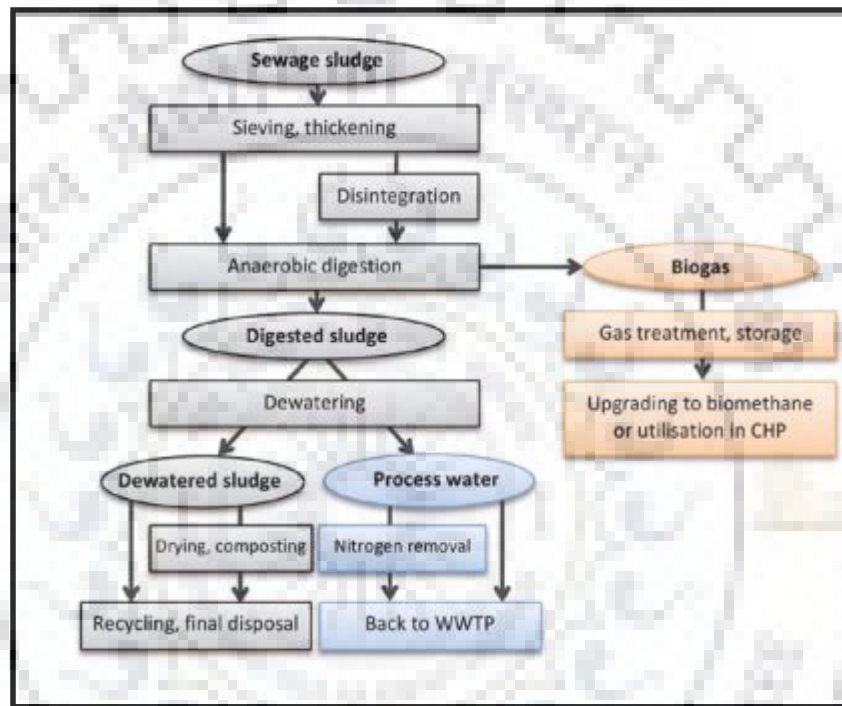 Sewage sludge
Sieving, thickening
Disintegration
Anaerobic digestion
Biogas
Digested sludge
Gas treatment, storage
Dewatering
Upgrading to biomethane
or utilisation in CHP
Dewatered sludge
Process water
Drying, composting
Nitrogen removal
Recycling, final disposal
Back to WWTP